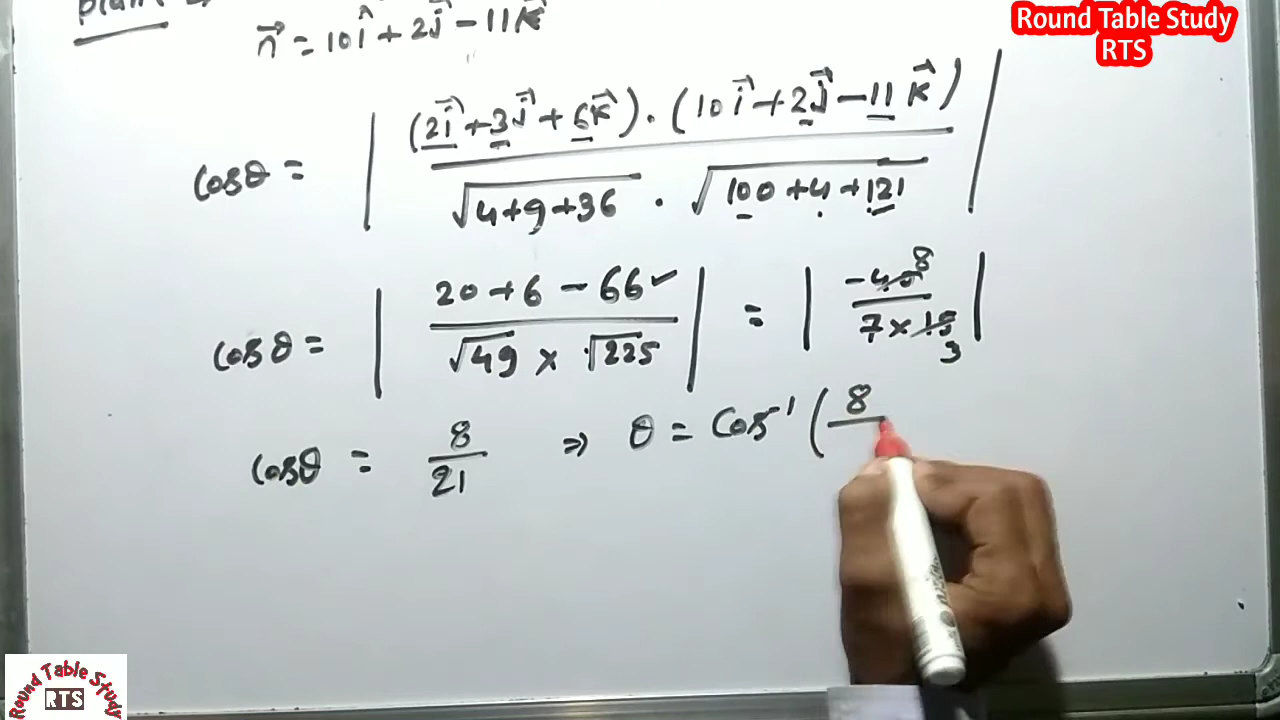 Round Table Study
RTS
n⃗ = 10î + 2j⃗ - 11k⃗
cosθ = | (2i⃗ + 3j⃗ + 6k⃗) . (10i⃗ + 2j⃗ - 11k⃗) / √4+9+36 . √100+4+121 |
cosθ = | 20+6-66 / √49 × √225 | = | -40 8 / 7×15 3 |
cosθ = 8/21 ⇒ θ = cos⁻¹ ( 8
Round Table Study
RTS